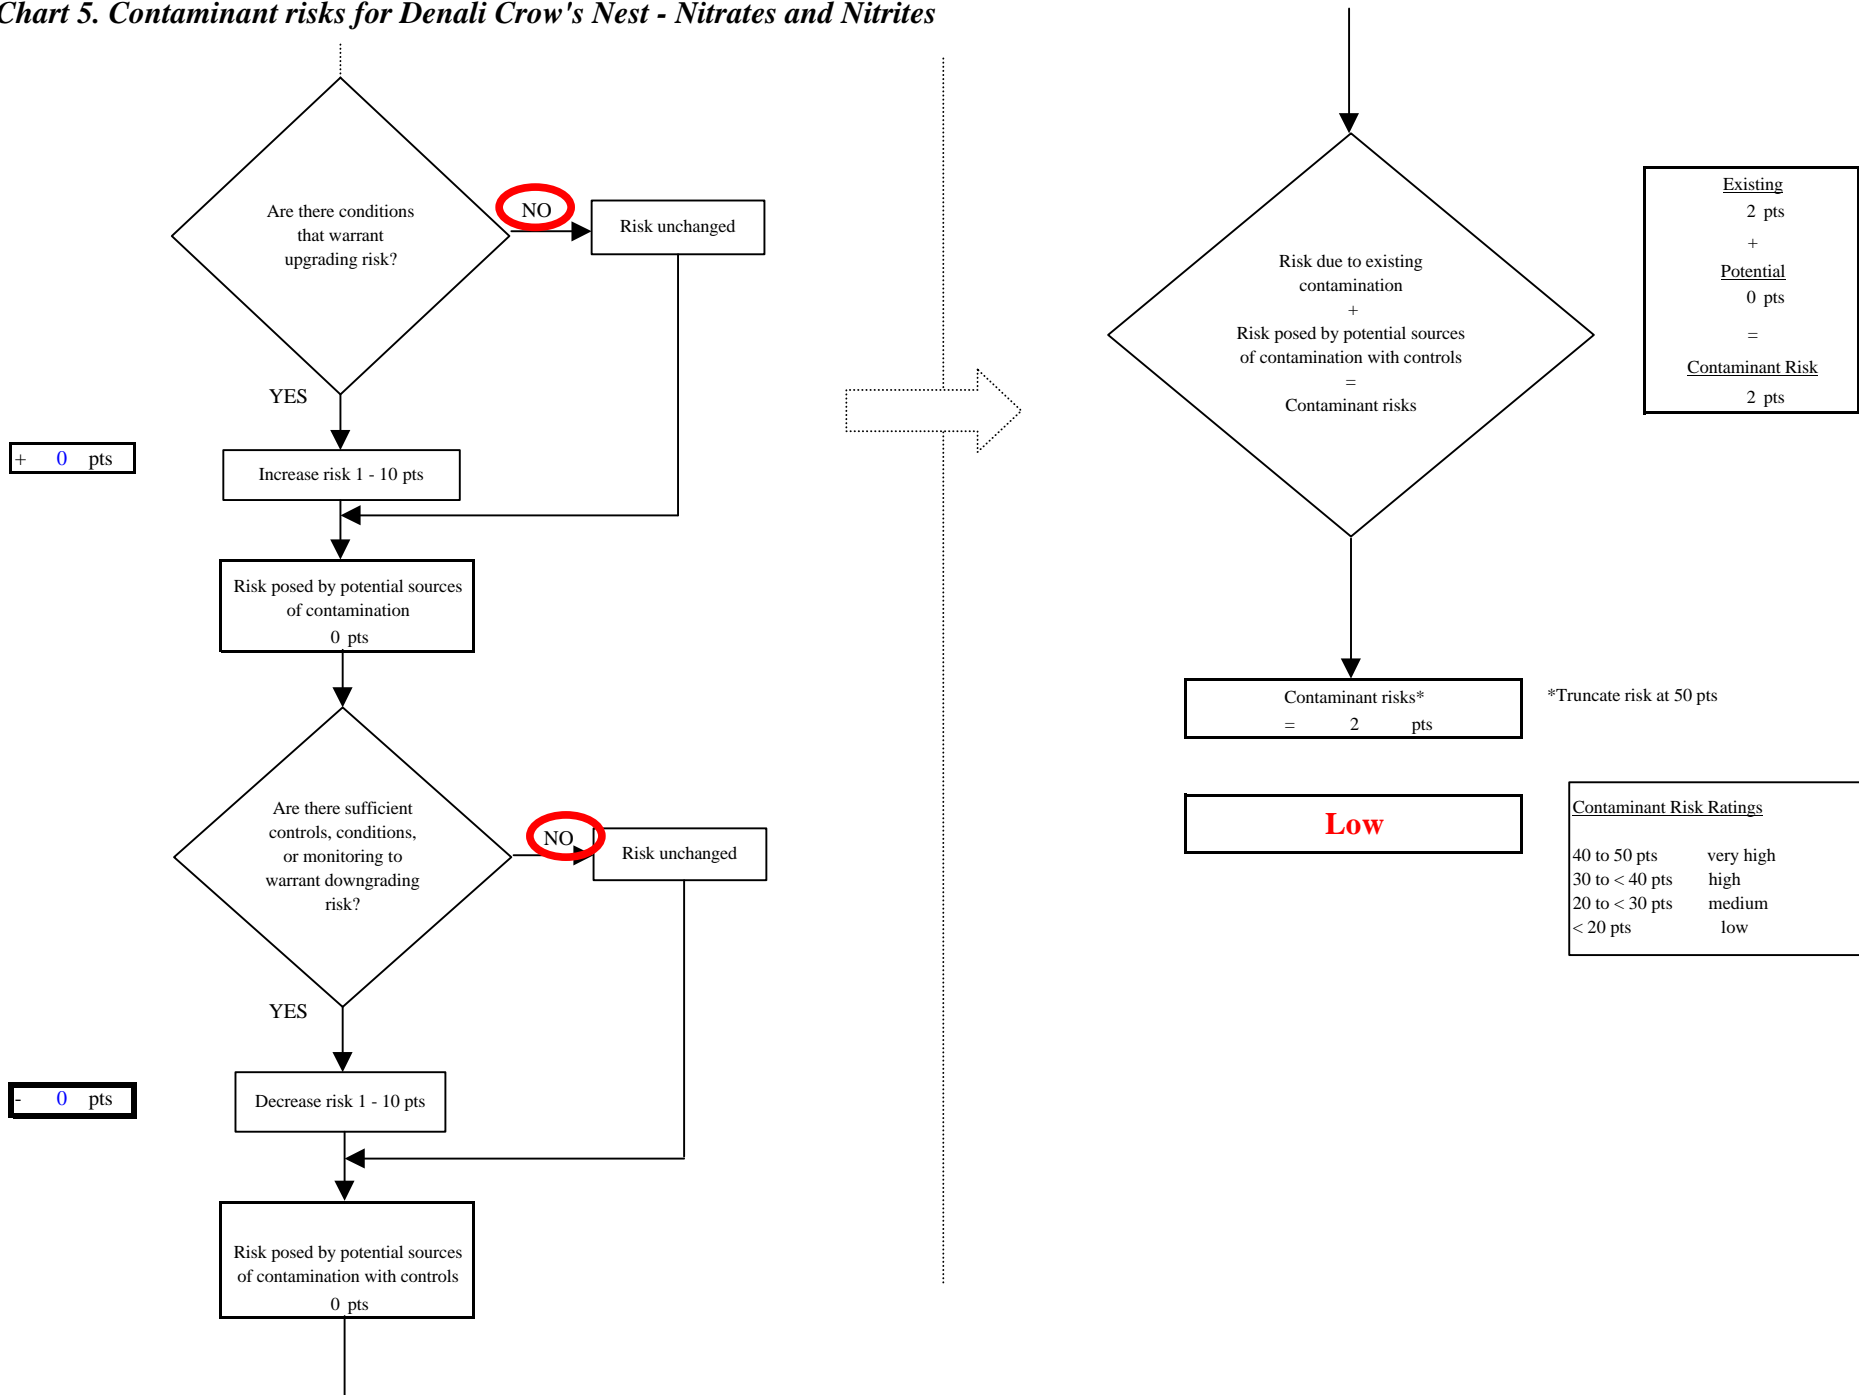 Chart 5. Contaminant risks for Denali Crow's Nest - Nitrates and Nitrites
Are there conditions
that warrant
upgrading risk?
NO
Risk unchanged
YES
+ 0 pts
Increase risk 1 - 10 pts
Risk posed by potential sources
of contamination
0 pts
Are there sufficient
controls, conditions,
or monitoring to
warrant downgrading
risk?
NO
Risk unchanged
YES
- 0 pts
Decrease risk 1 - 10 pts
Risk posed by potential sources
of contamination with controls
0 pts
Risk due to existing
contamination
+
Risk posed by potential sources
of contamination with controls
=
Contaminant risks
Existing
2 pts
+
Potential
0 pts
=
Contaminant Risk
2 pts
Contaminant risks*
= 2 pts
*Truncate risk at 50 pts
Low
Contaminant Risk Ratings
40 to 50 pts very high
30 to < 40 pts high
20 to < 30 pts medium
< 20 pts low